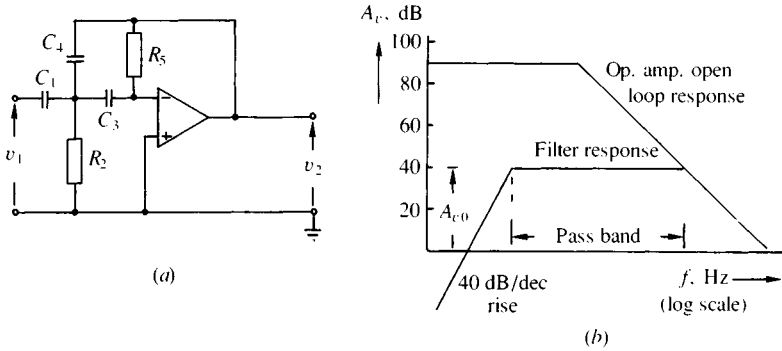 C₄
R₅
C₁
C₃
−
+
v₁
R₂
v₂
(a)
Aᵥ, dB
100
80
60
40
20
Op. amp. open
loop response
Filter response
Aᵥ₀
Pass band
40 dB/dec
rise
f, Hz
(log scale)
(b)